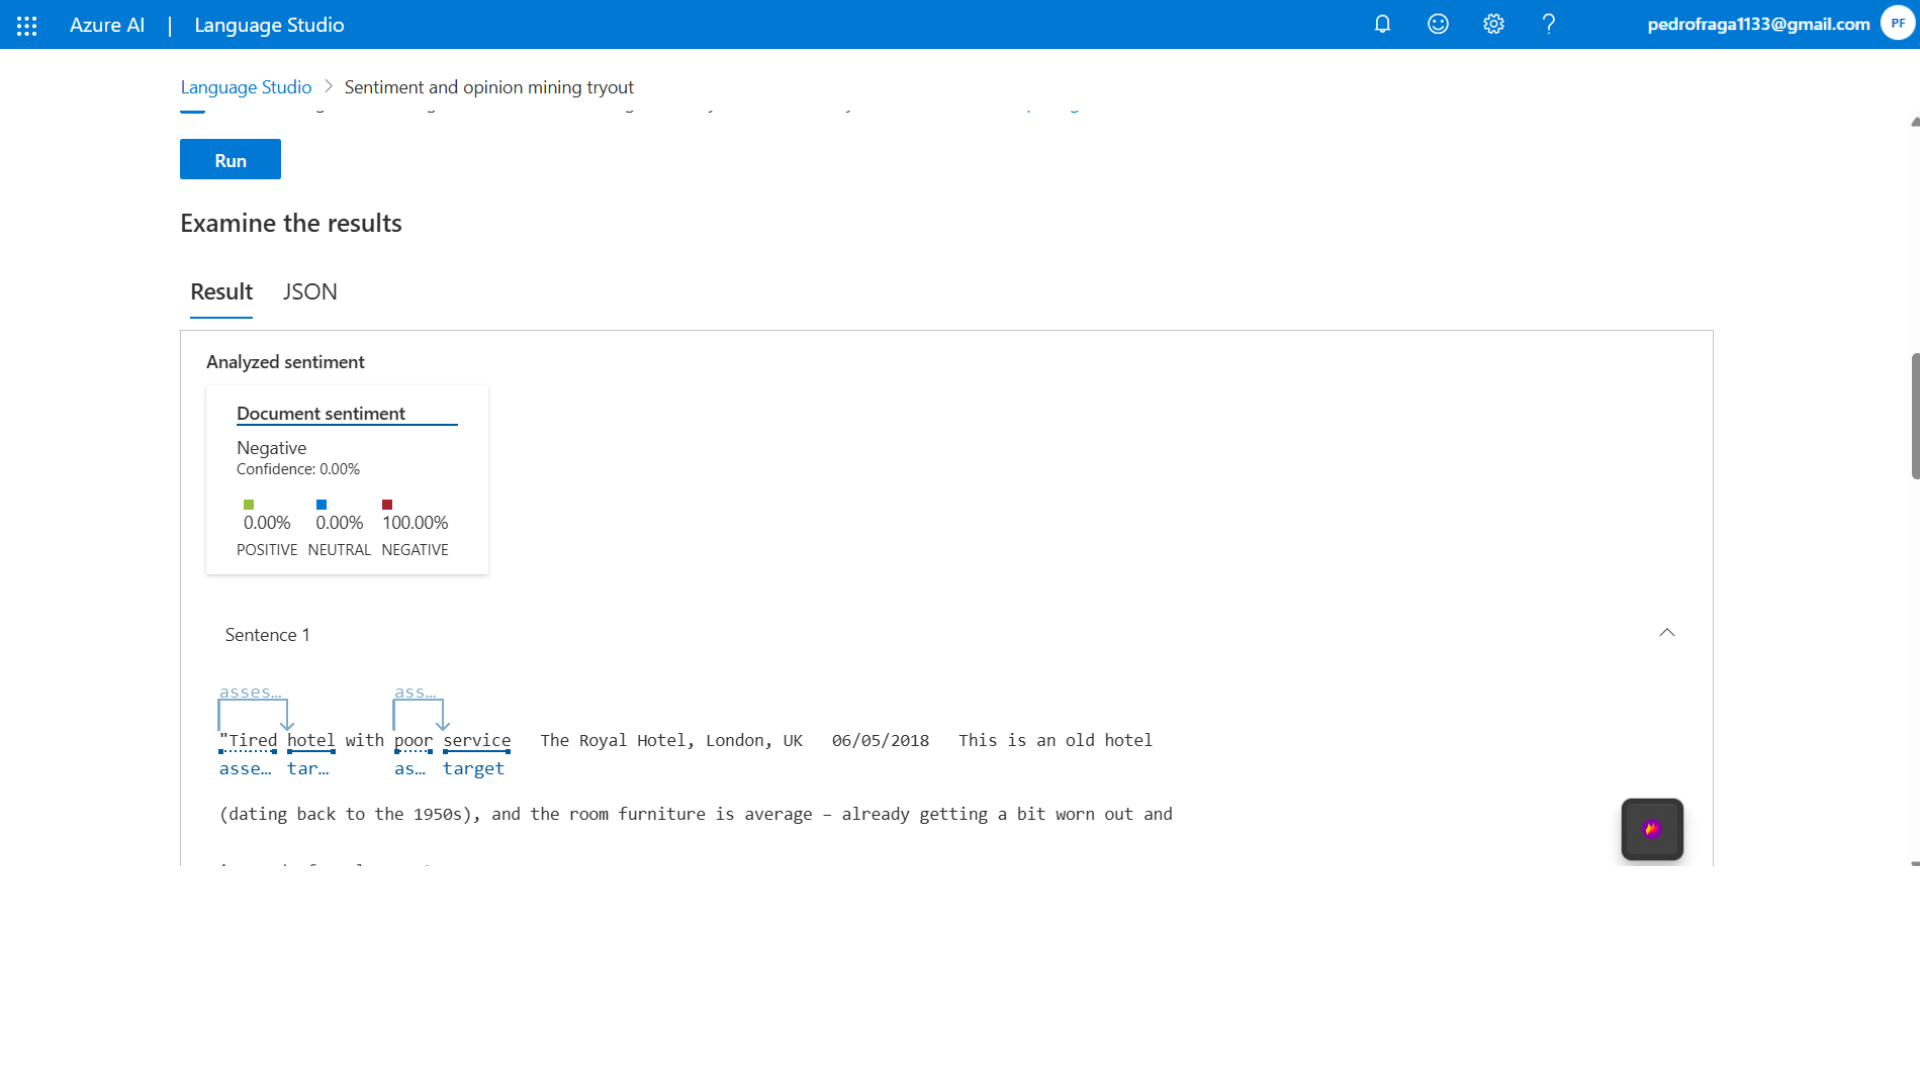 Azure AI | Language Studio
pedrofraga1133@gmail.com PF
Language Studio > Sentiment and opinion mining tryout
Run
Examine the results
Result JSON
Analyzed sentiment
Document sentiment
Negative
Confidence: 0.00%
0.00% 0.00% 100.00%
POSITIVE NEUTRAL NEGATIVE
Sentence 1
asses... ass...
"Tired hotel with poor service The Royal Hotel, London, UK 06/05/2018 This is an old hotel
asse... tar... as... target
(dating back to the 1950s), and the room furniture is average – already getting a bit worn out and